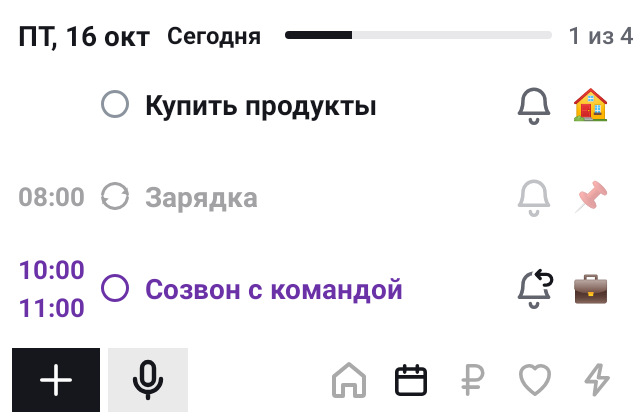 ПТ, 16 окт Сегодня 1 из 4
Купить продукты
08:00 Зарядка
10:00
11:00 Созвон с командой